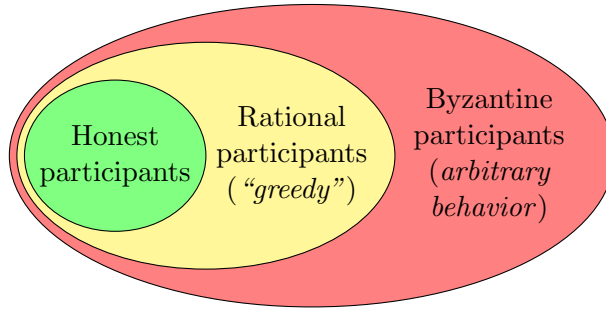 Honest
participants
Rational
participants
(“greedy”)
Byzantine
participants
(arbitrary
behavior)